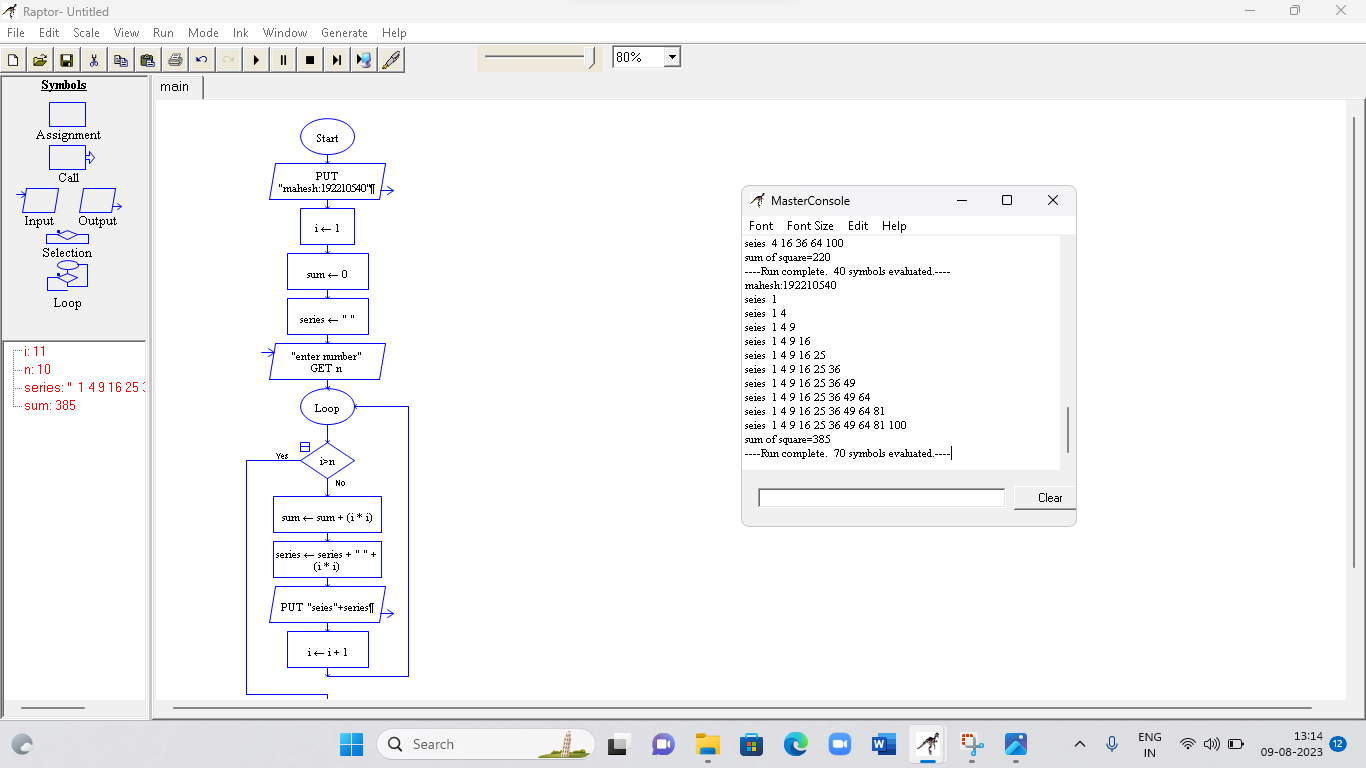 Raptor- Untitled
File Edit Scale View Run Mode Ink Window Generate Help
80%
Symbols
Assignment
Call
Input Output
Selection
Loop
i: 11
n: 10
series: " 1 4 9 16 25
sum: 385
main
Start
PUT
"mahesh:192210540"¶
i ← 1
sum ← 0
series ← " "
"enter number"
GET n
Loop
Yes
i>n
No
sum ← sum + (i * i)
series ← series + " " +
(i * i)
PUT "seies"+series¶
i ← i + 1
MasterConsole
Font Font Size Edit Help
seies 4 16 36 64 100
sum of square=220
----Run complete. 40 symbols evaluated.----
mahesh:192210540
seies 1
seies 1 4
seies 1 4 9
seies 1 4 9 16
seies 1 4 9 16 25
seies 1 4 9 16 25 36
seies 1 4 9 16 25 36 49
seies 1 4 9 16 25 36 49 64
seies 1 4 9 16 25 36 49 64 81
seies 1 4 9 16 25 36 49 64 81 100
sum of square=385
----Run complete. 70 symbols evaluated.----
Clear
Search
ENG
IN
13:14
09-08-2023
12